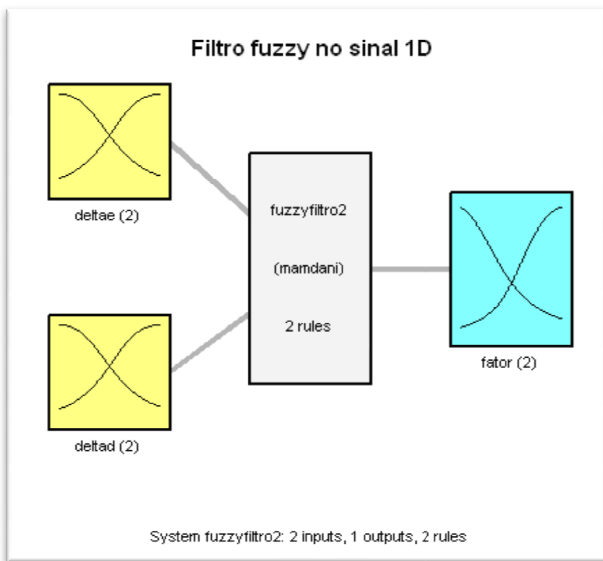 Filtro fuzzy no sinal 1D
deltae (2)
fuzzyfiltro2
(mamdani)
2 rules
fator (2)
deltad (2)
System fuzzyfiltro2: 2 inputs, 1 outputs, 2 rules